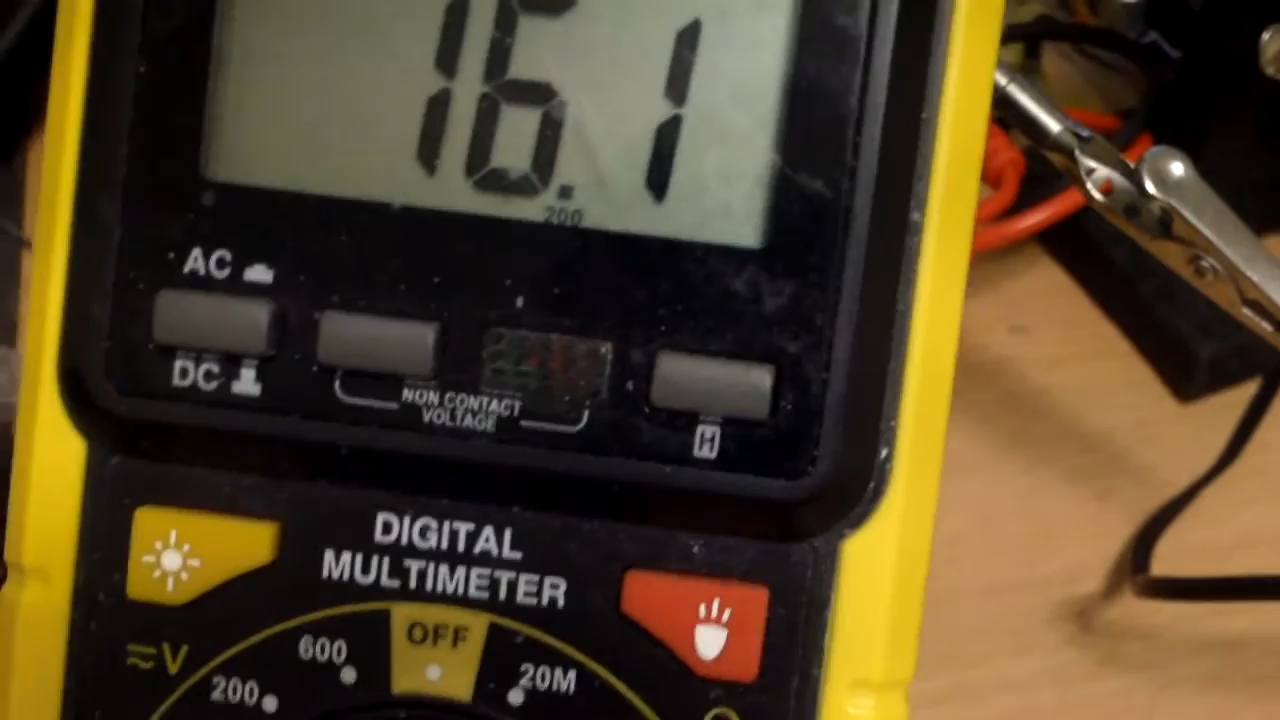 16.1
200
AC
DC
NON CONTACT
VOLTAGE
H
DIGITAL
MULTIMETER
OFF
V
600
200
20M